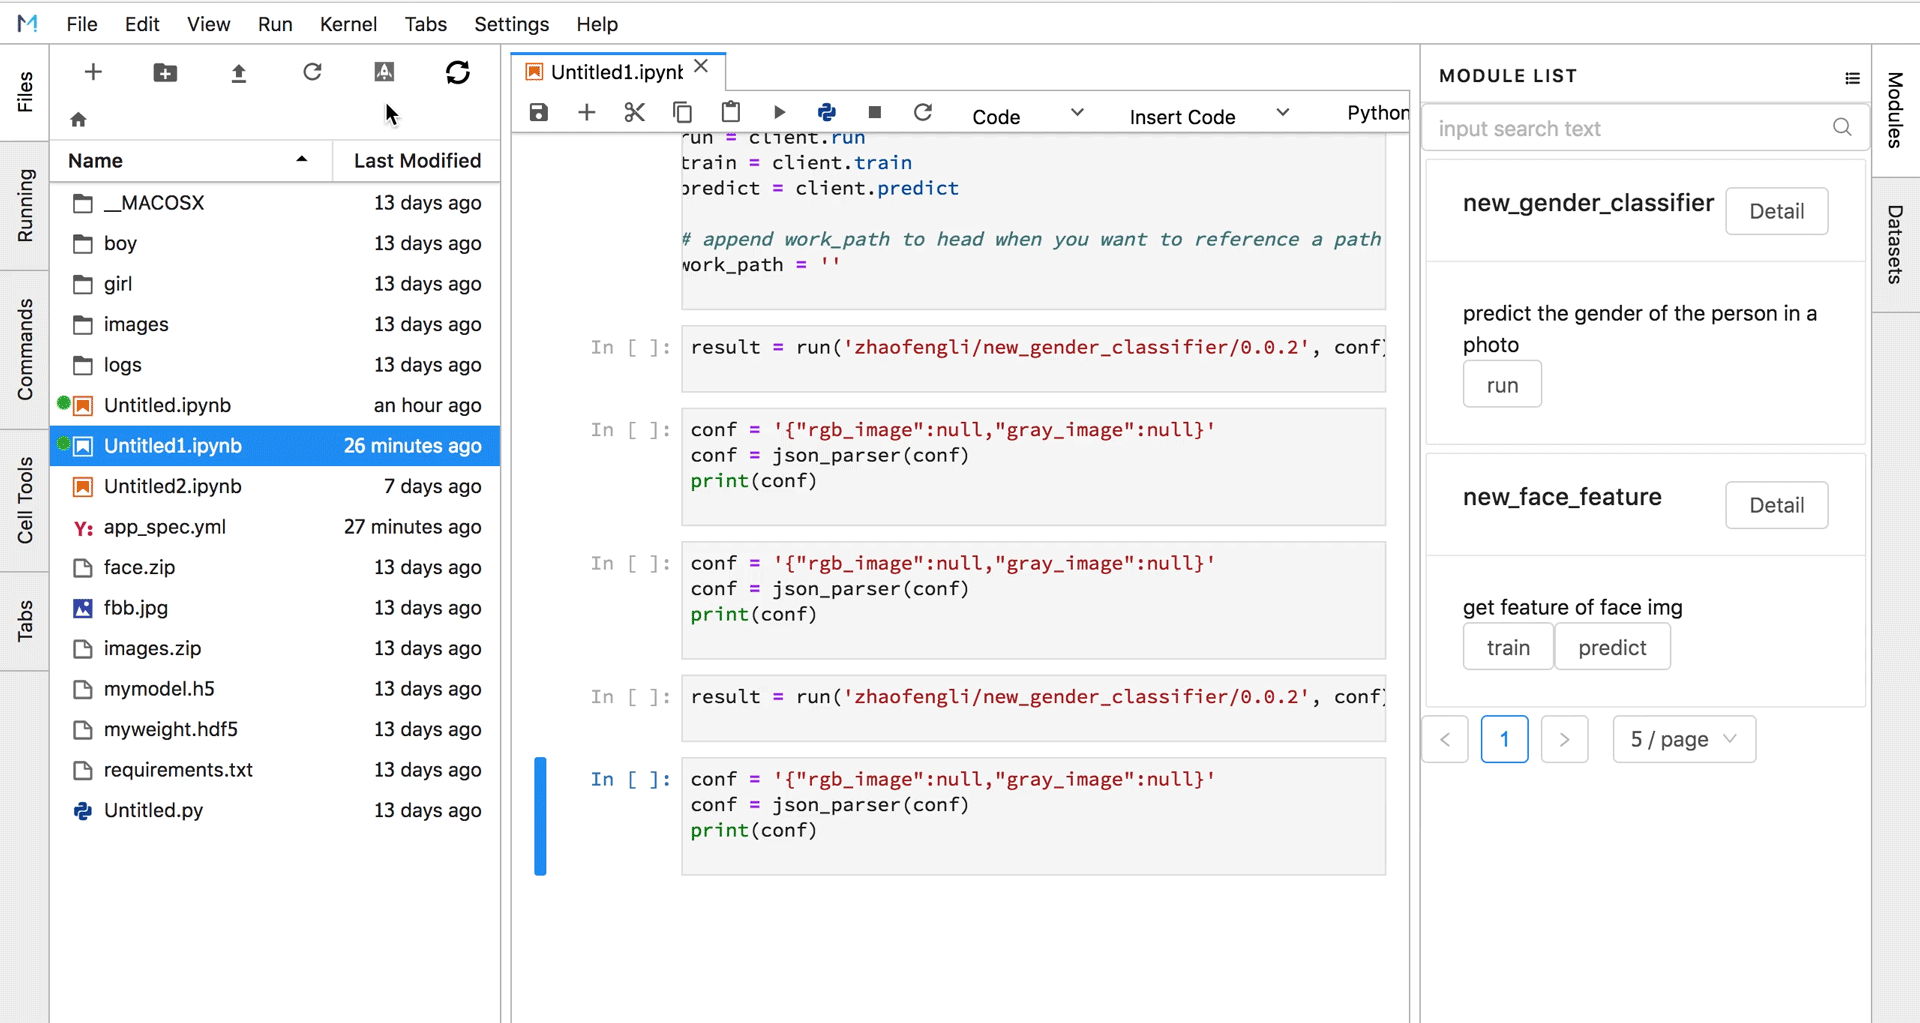 File Edit View Run Kernel Tabs Settings Help
Files
Running
Commands
Cell Tools
Tabs
Name Last Modified
__MACOSX 13 days ago
boy 13 days ago
girl 13 days ago
images 13 days ago
logs 13 days ago
Untitled.ipynb an hour ago
Untitled1.ipynb 26 minutes ago
Untitled2.ipynb 7 days ago
Y: app_spec.yml 27 minutes ago
face.zip 13 days ago
fbb.jpg 13 days ago
images.zip 13 days ago
mymodel.h5 13 days ago
myweight.hdf5 13 days ago
requirements.txt 13 days ago
Untitled.py 13 days ago
Untitled1.ipynb
Code Insert Code Python
run = client.run
train = client.train
predict = client.predict
# append work_path to head when you want to reference a path
work_path = ''
In [ ]: result = run('zhaofengli/new_gender_classifier/0.0.2', conf)
In [ ]: conf = '{"rgb_image":null,"gray_image":null}'
conf = json_parser(conf)
print(conf)
In [ ]: conf = '{"rgb_image":null,"gray_image":null}'
conf = json_parser(conf)
print(conf)
In [ ]: result = run('zhaofengli/new_gender_classifier/0.0.2', conf)
In [ ]: conf = '{"rgb_image":null,"gray_image":null}'
conf = json_parser(conf)
print(conf)
MODULE LIST
input search text
new_gender_classifier Detail
predict the gender of the person in a
photo
run
new_face_feature Detail
get feature of face img
train predict
< 1 > 5 / page
Modules
Datasets